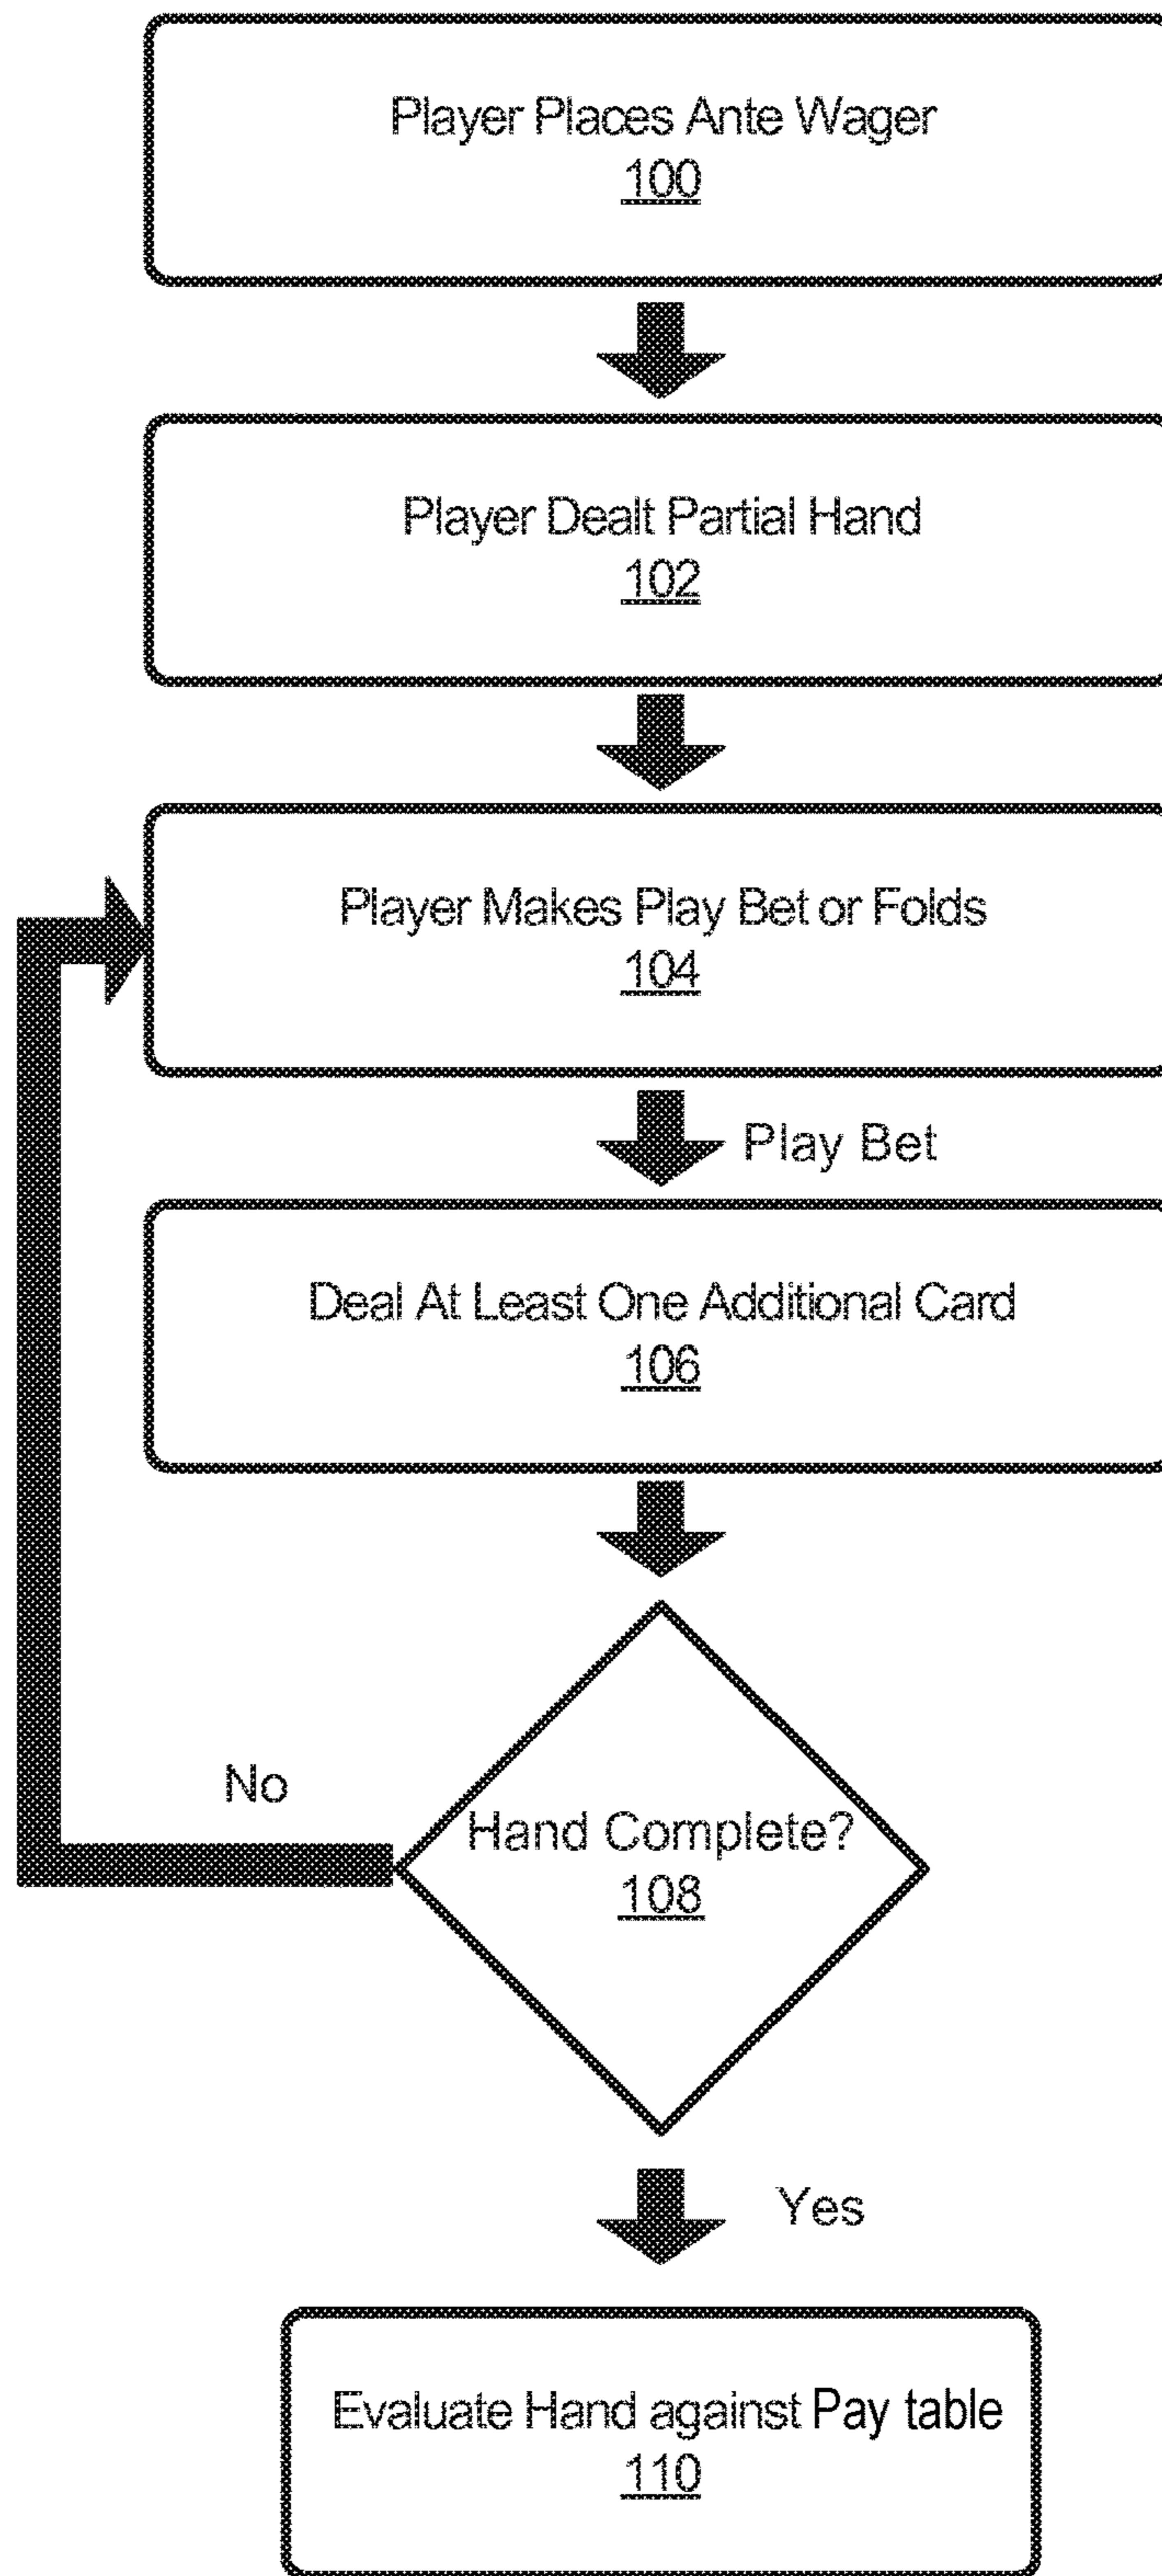 Player Places Ante Wager
100
Player Dealt Partial Hand
102
Player Makes Play Bet or Folds
104
Play Bet
Deal At Least One Additional Card
106
No
Hand Complete?
108
Yes
Evaluate Hand against Pay table
110